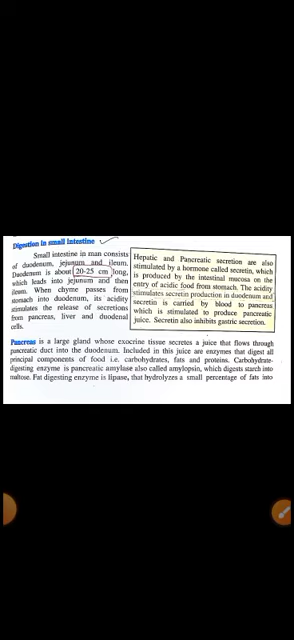 Digestion in small intestine
Small intestine in man consists
of duodenum, jejunum and ileum.
Duodenum is about 20-25 cm long,
which leads into jejunum and then
ileum. When chyme passes from
stomach into duodenum, its acidity
stimulates the release of secretions
from pancreas, liver and duodenal
cells.
Hepatic and Pancreatic secretion are also
stimulated by a hormone called secretin, which
is produced by the intestinal mucosa on the
entry of acidic food from stomach. The acidity
stimulates secretin production in duodenum and
secretin is carried by blood to pancreas
which is stimulated to produce pancreatic
juice. Secretin also inhibits gastric secretion.
Pancreas is a large gland whose exocrine tissue secretes a juice that flows through
pancreatic duct into the duodenum. Included in this juice are enzymes that digest all
principal components of food i.e. carbohydrates, fats and proteins. Carbohydrate-
digesting enzyme is pancreatic amylase also called amylopsin, which digests starch into
maltose. Fat digesting enzyme is lipase, that hydrolyzes a small percentage of fats into